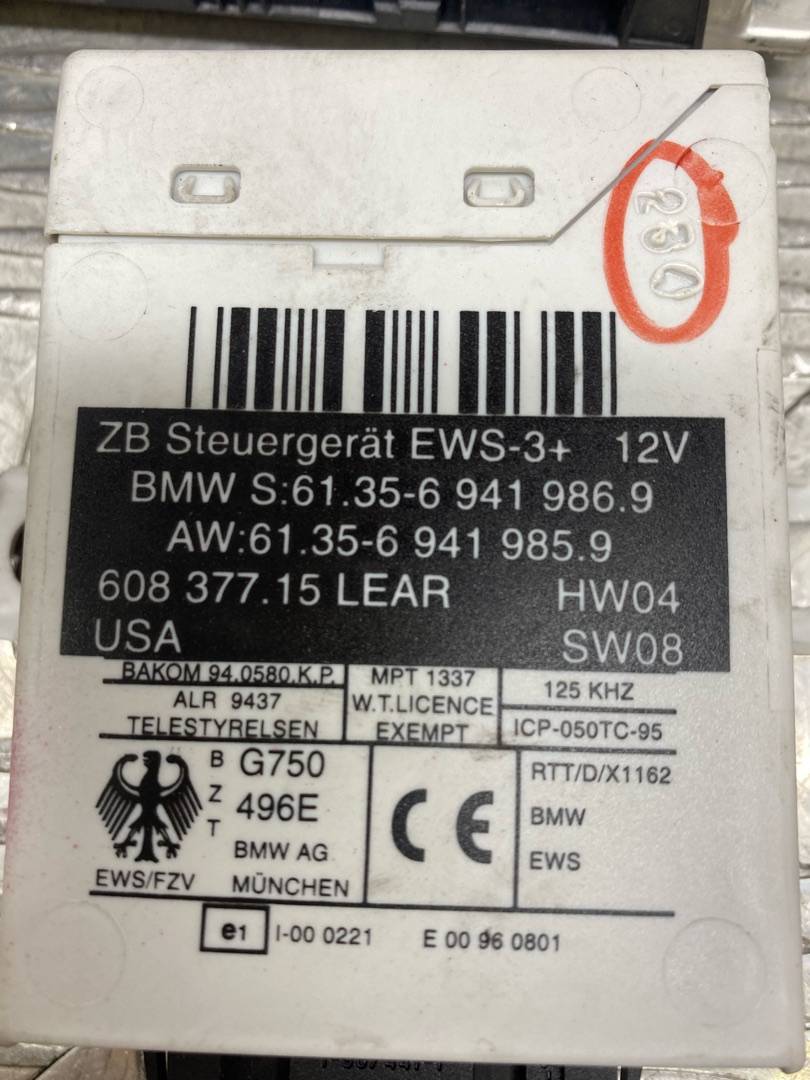 230
ZB Steuergerät EWS-3+ 12V
BMW S:61.35-6 941 986.9
AW:61.35-6 941 985.9
608 377.15 LEAR HW04
USA SW08
BAKOM 94.0580.K.P. MPT 1337 125 KHZ
ALR 9437 W.T.LICENCE
TELESTYRELSEN EXEMPT ICP-050TC-95
BZT G750 496E
BMW AG
MÜNCHEN
EWS/FZV
CE
RTT/D/X1162
BMW
EWS
e1 I-00 0221 E 00 96 0801